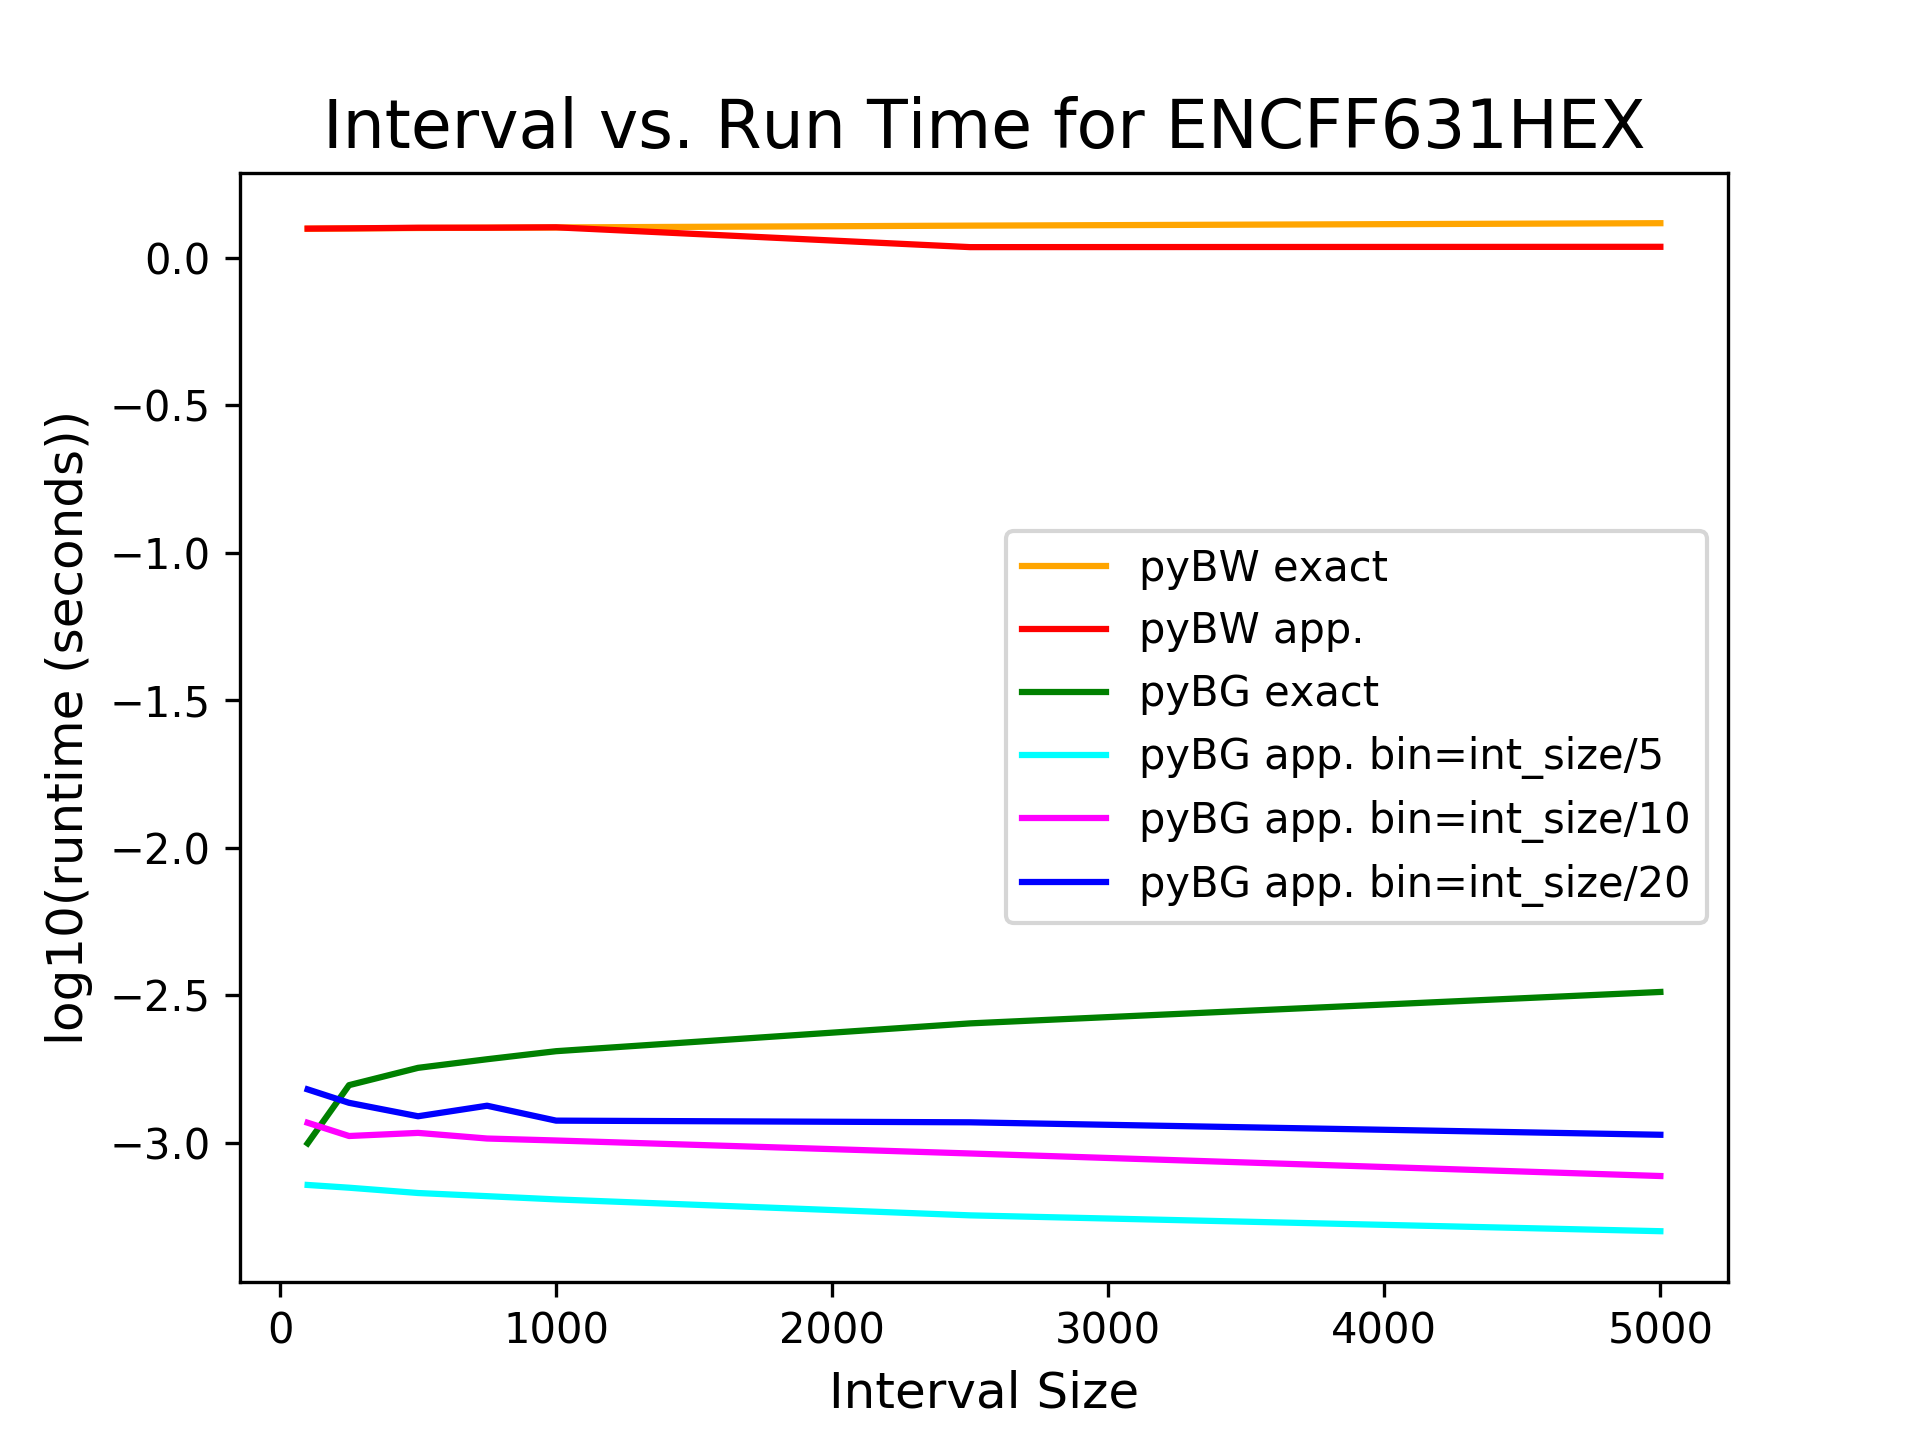 Interval vs. Run Time for ENCFF631HEX
log10(runtime (seconds))
0.0
−0.5
−1.0
−1.5
−2.0
−2.5
−3.0
pyBW exact
pyBW app.
pyBG exact
pyBG app. bin=int_size/5
pyBG app. bin=int_size/10
pyBG app. bin=int_size/20
0 1000 2000 3000 4000 5000
Interval Size